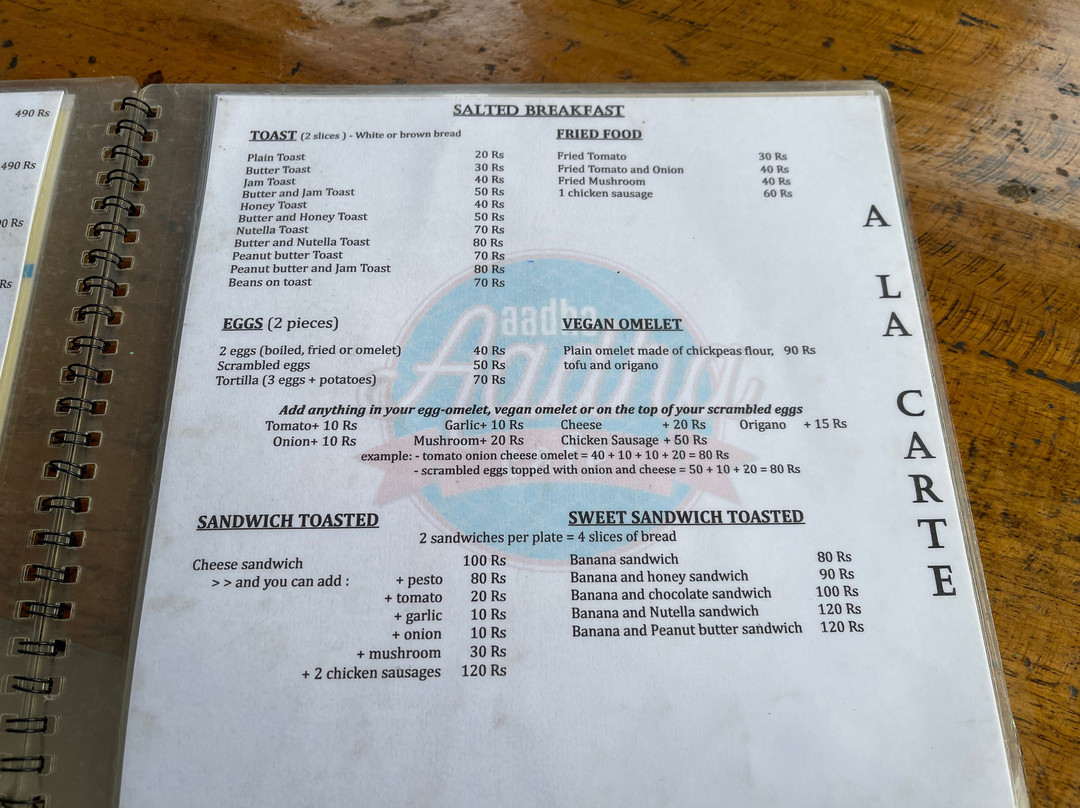 490 Rs
490 Rs
0 Rs
Rs
SALTED BREAKFAST
TOAST (2 slices ) - White or brown bread
Plain Toast 20 Rs
Butter Toast 30 Rs
Jam Toast 40 Rs
Butter and Jam Toast 50 Rs
Honey Toast 40 Rs
Butter and Honey Toast 50 Rs
Nutella Toast 70 Rs
Butter and Nutella Toast 80 Rs
Peanut butter Toast 70 Rs
Peanut butter and Jam Toast 80 Rs
Beans on toast 70 Rs
FRIED FOOD
Fried Tomato 30 Rs
Fried Tomato and Onion 40 Rs
Fried Mushroom 40 Rs
1 chicken sausage 60 Rs
EGGS (2 pieces)
2 eggs (boiled, fried or omelet) 40 Rs
Scrambled eggs 50 Rs
Tortilla (3 eggs + potatoes) 70 Rs
VEGAN OMELET
Plain omelet made of chickpeas flour, 90 Rs
tofu and origano
Add anything in your egg-omelet, vegan omelet or on the top of your scrambled eggs
Tomato+ 10 Rs Garlic+ 10 Rs Cheese + 20 Rs Origano + 15 Rs
Onion+ 10 Rs Mushroom+ 20 Rs Chicken Sausage + 50 Rs
example: - tomato onion cheese omelet = 40 + 10 + 10 + 20 = 80 Rs
- scrambled eggs topped with onion and cheese = 50 + 10 + 20 = 80 Rs
SANDWICH TOASTED SWEET SANDWICH TOASTED
2 sandwiches per plate = 4 slices of bread
Cheese sandwich 100 Rs
> > and you can add : + pesto 80 Rs
+ tomato 20 Rs
+ garlic 10 Rs
+ onion 10 Rs
+ mushroom 30 Rs
+ 2 chicken sausages 120 Rs
Banana sandwich 80 Rs
Banana and honey sandwich 90 Rs
Banana and chocolate sandwich 100 Rs
Banana and Nutella sandwich 120 Rs
Banana and Peanut butter sandwich 120 Rs
A LA CARTE